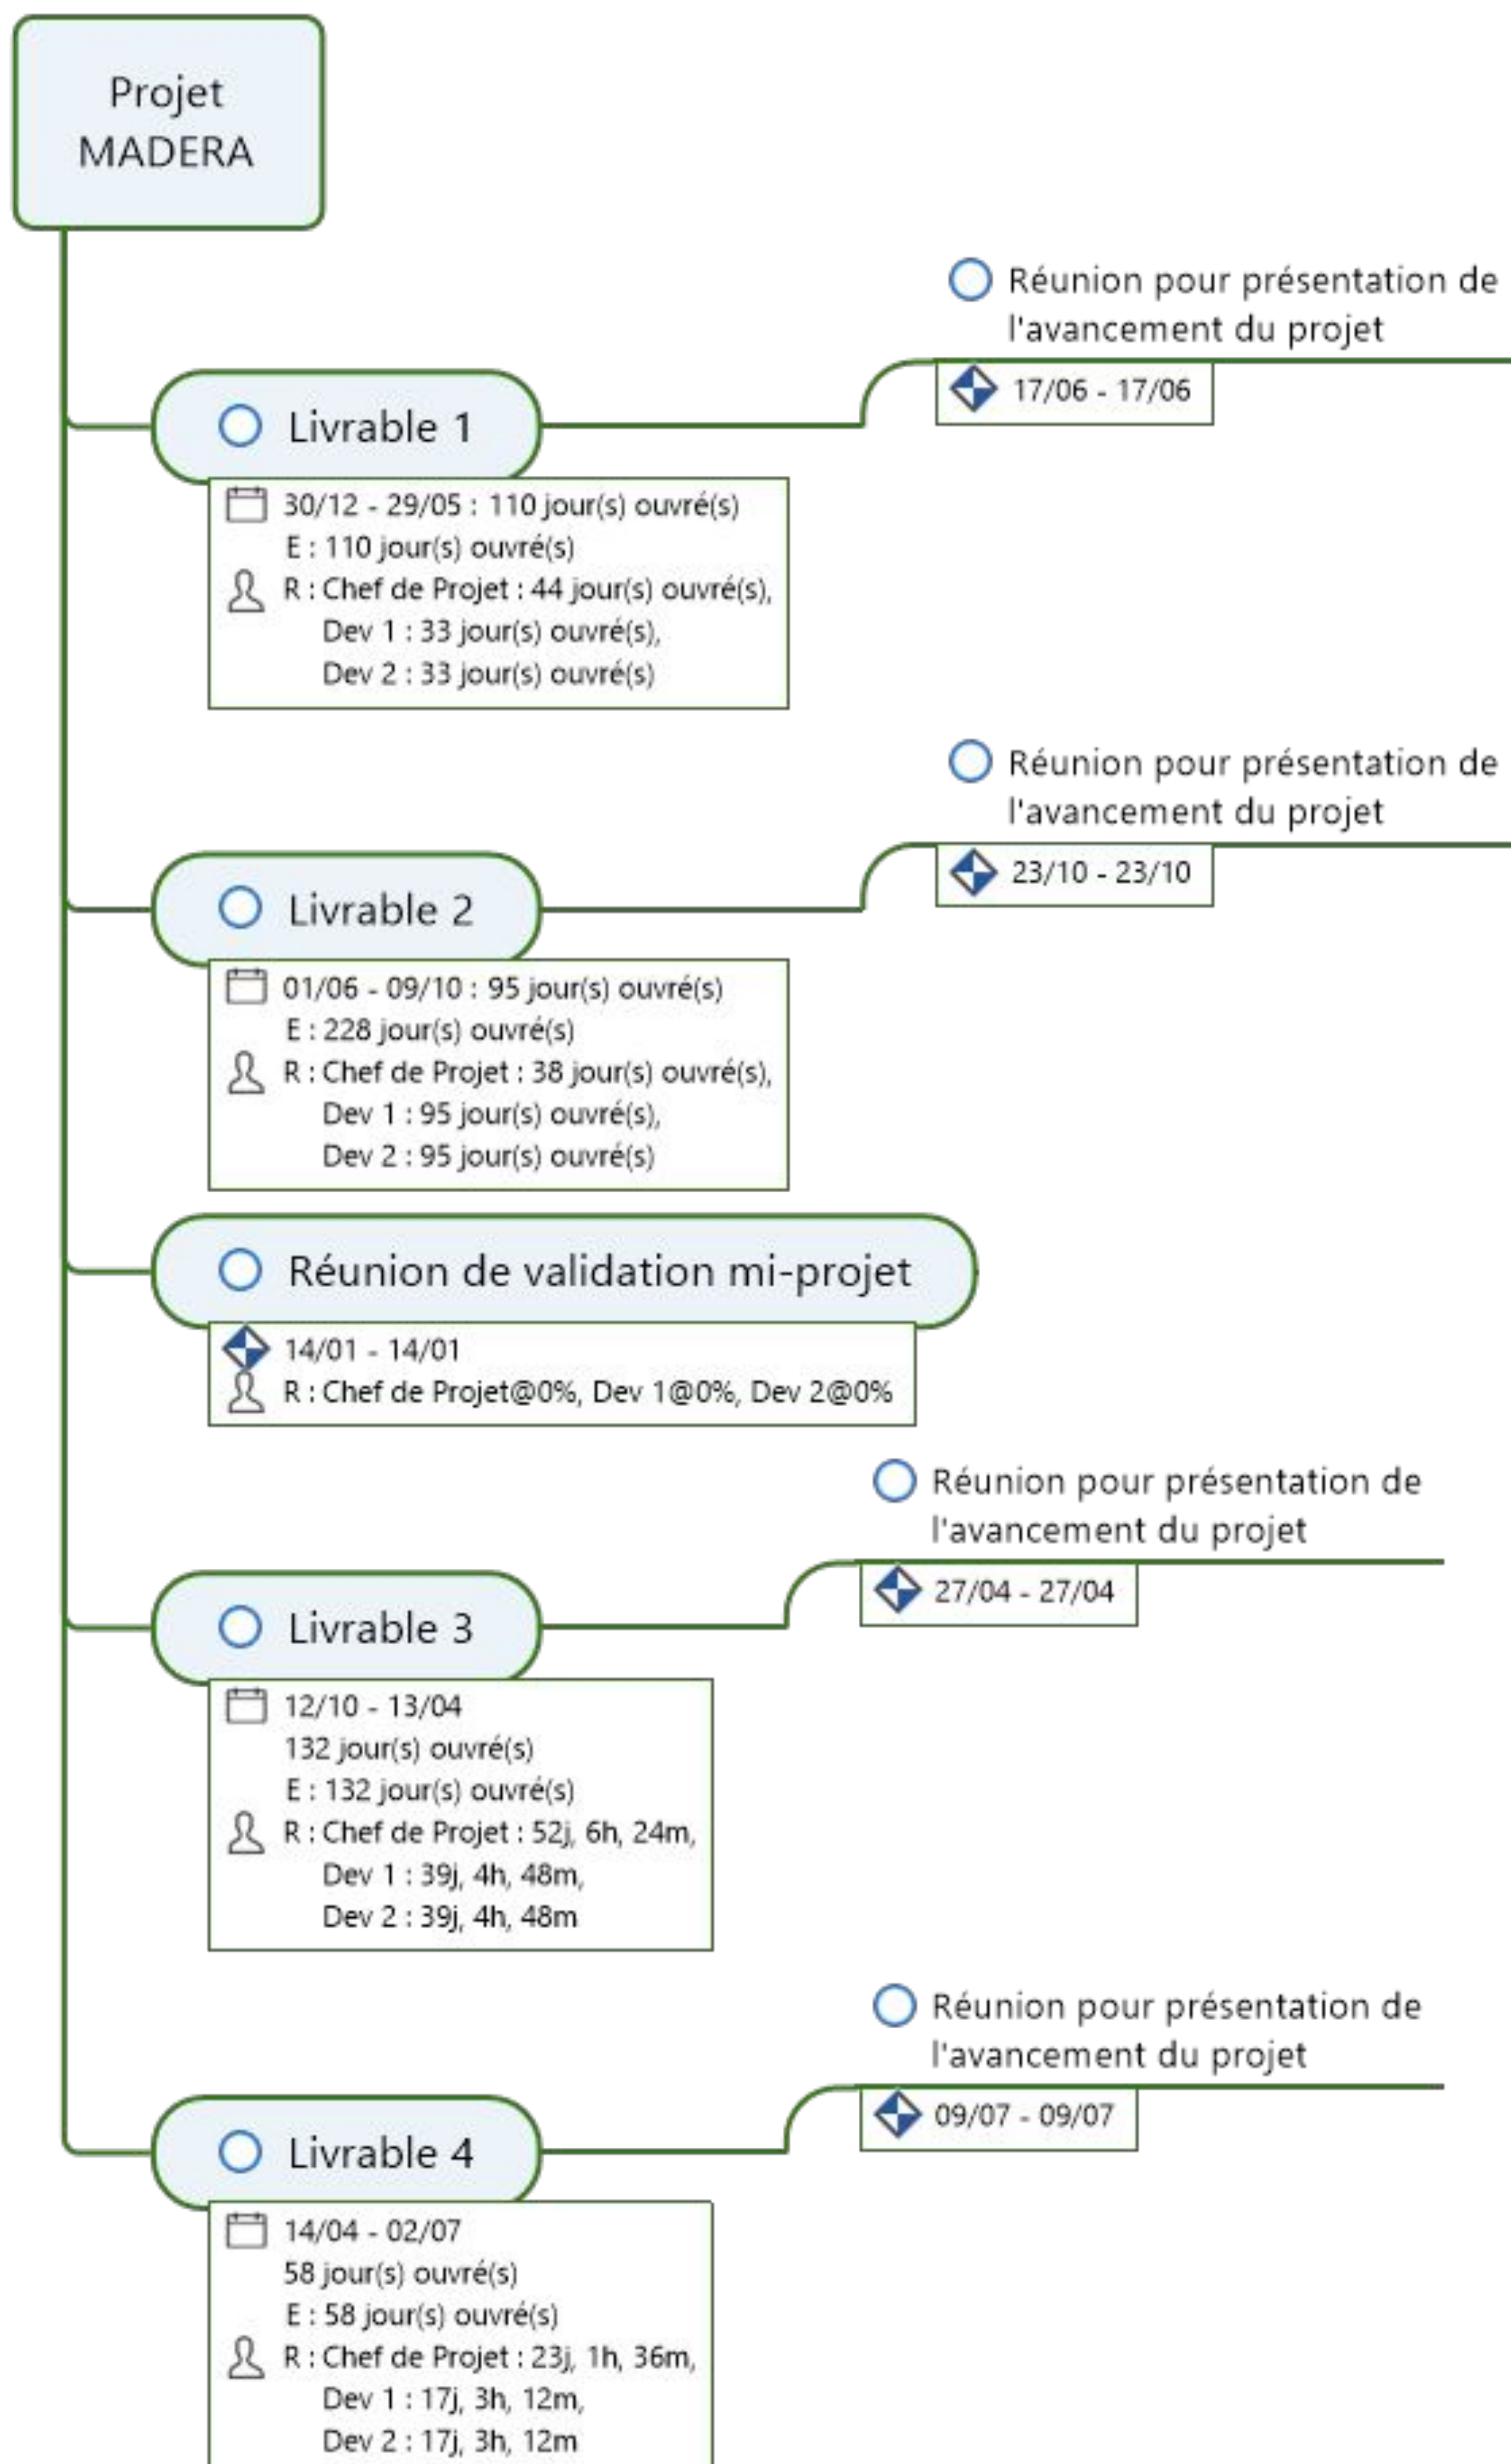 Projet
MADERA
Réunion pour présentation de
l'avancement du projet
17/06 - 17/06
Livrable 1
30/12 - 29/05 : 110 jour(s) ouvré(s)
E : 110 jour(s) ouvré(s)
R : Chef de Projet : 44 jour(s) ouvré(s),
Dev 1 : 33 jour(s) ouvré(s),
Dev 2 : 33 jour(s) ouvré(s)
Réunion pour présentation de
l'avancement du projet
23/10 - 23/10
Livrable 2
01/06 - 09/10 : 95 jour(s) ouvré(s)
E : 228 jour(s) ouvré(s)
R : Chef de Projet : 38 jour(s) ouvré(s),
Dev 1 : 95 jour(s) ouvré(s),
Dev 2 : 95 jour(s) ouvré(s)
Réunion de validation mi-projet
14/01 - 14/01
R : Chef de Projet@0%, Dev 1@0%, Dev 2@0%
Réunion pour présentation de
l'avancement du projet
27/04 - 27/04
Livrable 3
12/10 - 13/04
132 jour(s) ouvré(s)
E : 132 jour(s) ouvré(s)
R : Chef de Projet : 52j, 6h, 24m,
Dev 1 : 39j, 4h, 48m,
Dev 2 : 39j, 4h, 48m
Réunion pour présentation de
l'avancement du projet
09/07 - 09/07
Livrable 4
14/04 - 02/07
58 jour(s) ouvré(s)
E : 58 jour(s) ouvré(s)
R : Chef de Projet : 23j, 1h, 36m,
Dev 1 : 17j, 3h, 12m,
Dev 2 : 17j, 3h, 12m